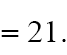 = 21.